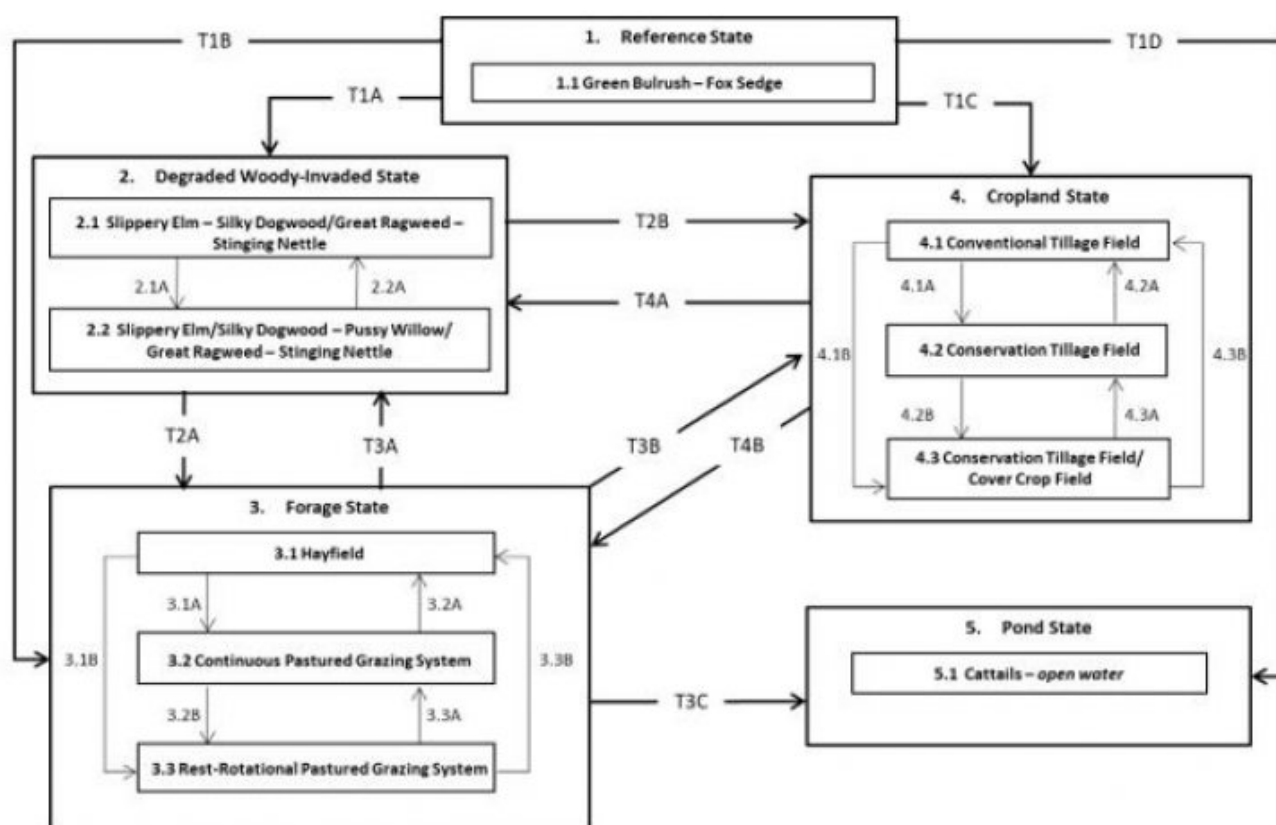 T1B
1. Reference State
T1D
1.1 Green Bulrush – Fox Sedge
T1A
T1C
2. Degraded Woody-Invaded State
2.1 Slippery Elm – Silky Dogwood/Great Ragweed –
Stinging Nettle
2.1A
2.2A
2.2 Slippery Elm/Silky Dogwood – Pussy Willow/
Great Ragweed – Stinging Nettle
T2B
T4A
4. Cropland State
4.1 Conventional Tillage Field
4.1A
4.2A
4.1B
4.2 Conservation Tillage Field
4.3B
4.2B
4.3A
4.3 Conservation Tillage Field/
Cover Crop Field
T2A
T3A
T3B
T4B
3. Forage State
3.1 Hayfield
3.1A
3.2A
3.1B
3.2 Continuous Pastured Grazing System
3.3B
3.2B
3.3A
3.3 Rest-Rotational Pastured Grazing System
T3C
5. Pond State
5.1 Cattails – open water